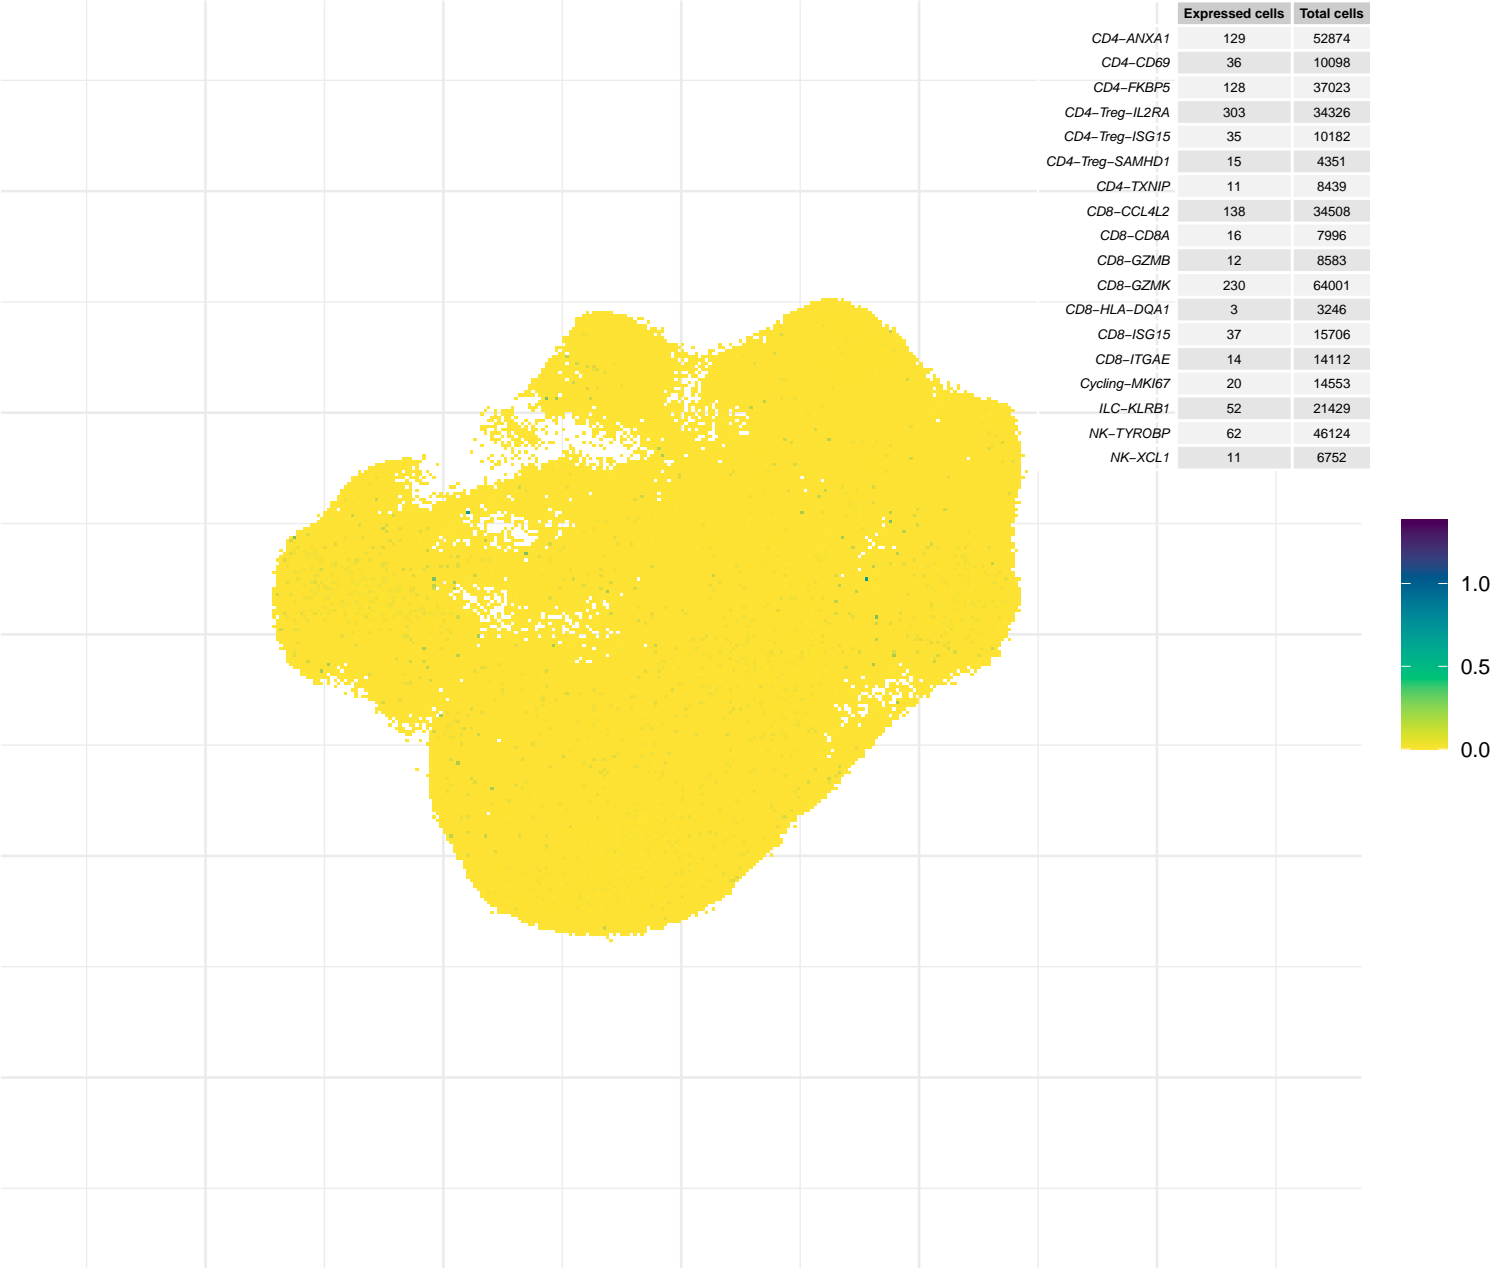 Expressed cells Total cells
CD4−ANXA1 129 52874
CD4−CD69 36 10098
CD4−FKBP5 128 37023
CD4−Treg−IL2RA 303 34326
CD4−Treg−ISG15 35 10182
CD4−Treg−SAMHD1 15 4351
CD4−TXNIP 11 8439
CD8−CCL4L2 138 34508
CD8−CD8A 16 7996
CD8−GZMB 12 8583
CD8−GZMK 230 64001
CD8−HLA−DQA1 3 3246
CD8−ISG15 37 15706
CD8−ITGAE 14 14112
Cycling−MKI67 20 14553
ILC−KLRB1 52 21429
NK−TYROBP 62 46124
NK−XCL1 11 6752
1.0
0.5
0.0